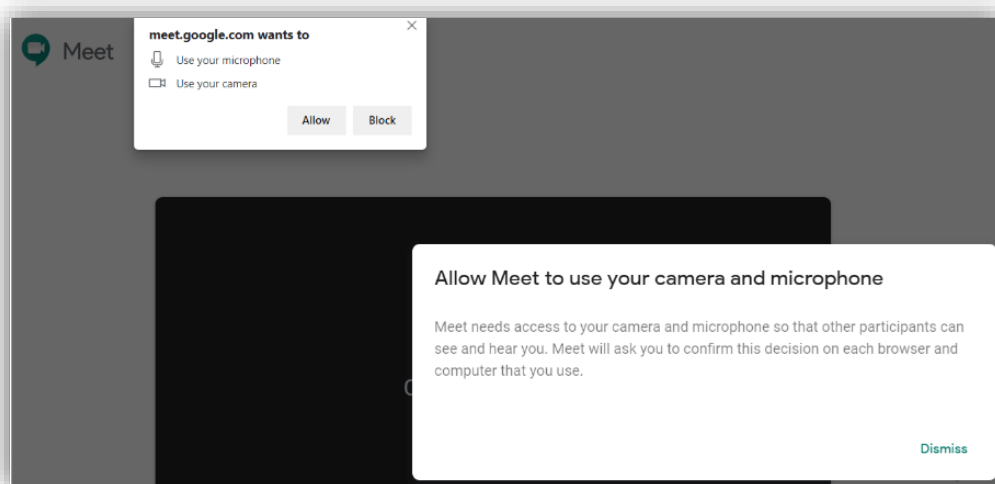 Meet
meet.google.com wants to
Use your microphone
Use your camera
Allow Block
Allow Meet to use your camera and microphone
Meet needs access to your camera and microphone so that other participants can
see and hear you. Meet will ask you to confirm this decision on each browser and
computer that you use.
Dismiss